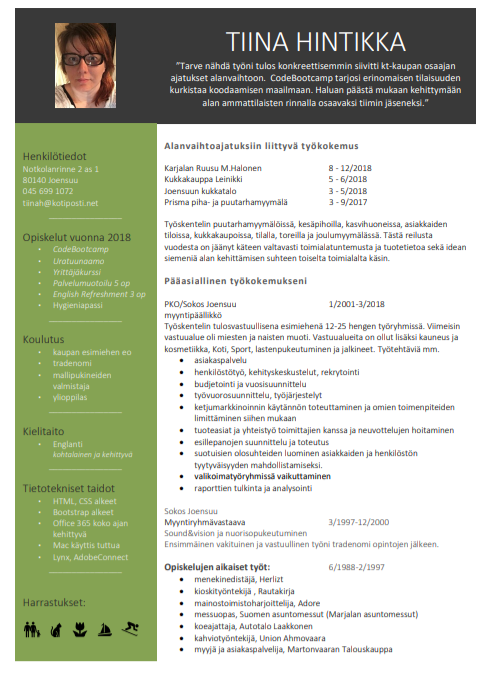 TIINA HINTIKKA
”Tarve nähdä työni tulos konkreettisemmin siivitti kt-kaupan osaajan
ajatukset alanvaihtoon.  CodeBootcamp tarjosi erinomaisen tilaisuuden
kurkistaa koodaamisen maailmaan. Haluan päästä mukaan kehittymään
alan ammattilaisten rinnalla osaavaksi tiimin jäseneksi.”
Henkilötiedot
Notkolanrinne 2 as 1
80140 Joensuu
045 699 1072
tiinah@kotiposti.net
Opiskelut vuonna 2018
• CodeBootcamp
• Uratuunaamo
• Yrittäjäkurssi
• Palvelumuotoilu 5 op
• English Refreshment 3 op
• Hygieniapassi
Koulutus
• kaupan esimiehen eo
• tradenomi
• mallipukineiden
valmistaja
• ylioppilas
Kielitaito
• Englanti
kohtalainen ja kehittyvä
Tietotekniset taidot
• HTML, CSS alkeet
• Bootstrap alkeet
• Office 365 koko ajan
kehittyvä
• Mac käyttis tuttua
• Lynx, AdobeConnect
Harrastukset:
Alanvaihtoajatuksiin liittyvä työkokemus
Karjalan Ruusu M.Halonen 8 - 12/2018
Kukkakauppa Leinikki 5 - 6/2018
Joensuun kukkatalo 3 - 5/2018
Prisma piha- ja puutarhamyymälä 3 - 9/2017
Työskentelin puutarhamyymälöissä, kesäpihoilla, kasvihuoneissa, asiakkaiden
tiloissa, kukkakaupoissa, tilalla, toreilla ja joulumyymälässä. Tästä reilusta
vuodesta on jäänyt käteen valtavasti toimialatuntemusta ja tuotetietoa sekä idean
siemeniä alan kehittämisen suhteen toiselta toimialalta käsin.
Pääasiallinen työkokemukseni
PKO/Sokos Joensuu 1/2001-3/2018
myyntipäällikkö
Työskentelin tulosvastuullisena esimiehenä 12-25 hengen työryhmissä. Viimeisin
vastuualue oli miesten ja naisten muoti. Vastuualueita on ollut lisäksi kauneus ja
kosmetiikka, Koti, Sport, lastenpukeutuminen ja jalkineet. Työtehtäviä mm.
• asiakaspalvelu
• henkilöstötyö, kehityskeskustelut, rekrytointi
• budjetointi ja vuosisuunnittelu
• työvuorosuunnittelu, työjärjestelyt
• ketjumarkkinoinnin käytännön toteuttaminen ja omien toimenpiteiden
limittäminen siihen mukaan
• tuoteasiat ja yhteistyö toimittajien kanssa ja neuvottelujen hoitaminen
• esillepanojen suunnittelu ja toteutus
• suotuisien olosuhteiden luominen asiakkaiden ja henkilöstön
tyytyväisyyden mahdollistamiseksi.
• valikoimatyöryhmissä vaikuttaminen
• raporttien tulkinta ja analysointi
Sokos Joensuu
Myyntiryhmävastaava 3/1997-12/2000
Sound&vision ja nuorisopukeutuminen
Ensimmäinen vakituinen ja vastuullinen työni tradenomi opintojen jälkeen.
Opiskelujen aikaiset työt: 6/1988-2/1997
• menekinedistäjä, Herlizt
• kioskityöntekijä , Rautakirja
• mainostoimistoharjoittelija, Adore
• messuopas, Suomen asuntomessut (Marjalan asuntomessut)
• koeajattaja, Autotalo Laakkonen
• kahviotyöntekijä, Union Ahmovaara
• myyjä ja asiakaspalvelija, Martonvaaran Talouskauppa